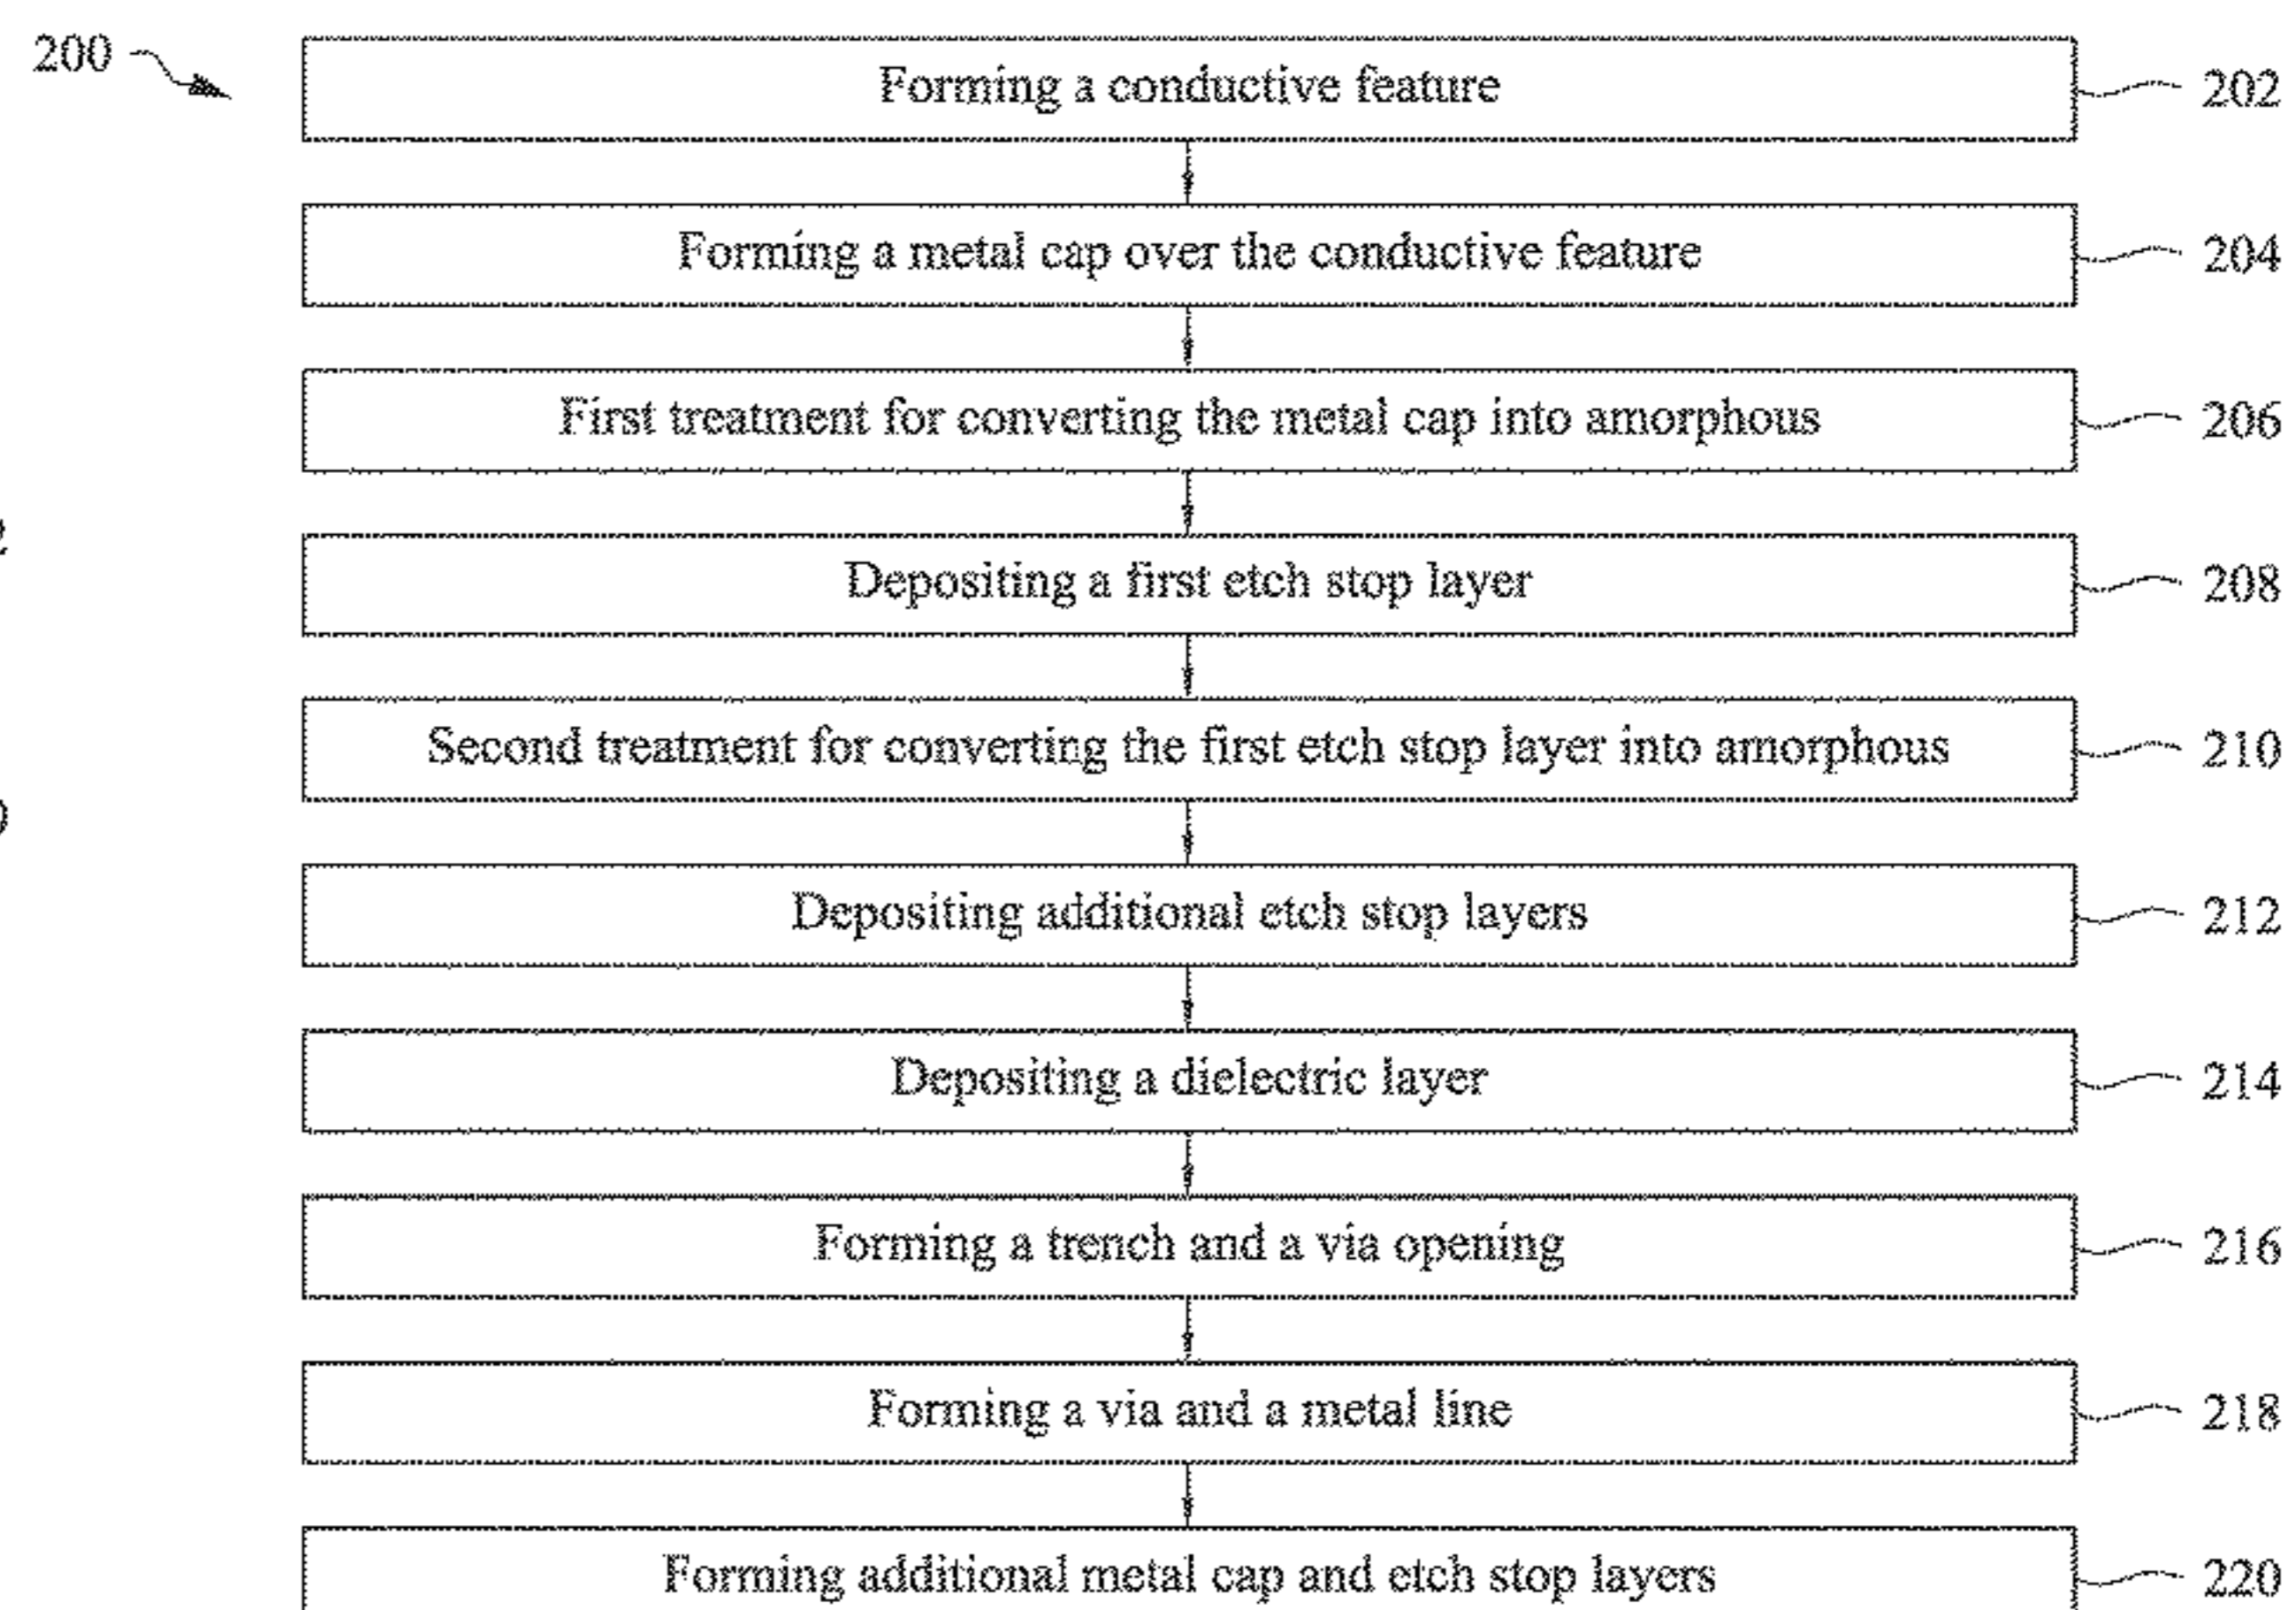 200
Forming a conductive feature 202
Forming a metal cap over the conductive feature 204
First treatment for converting the metal cap into amorphous 206
Depositing a first etch stop layer 208
Second treatment for converting the first etch stop layer into amorphous 210
Depositing additional etch stop layers 212
Depositing a dielectric layer 214
Forming a trench and a via opening 216
Forming a via and a metal line 218
Forming additional metal cap and etch stop layers 220